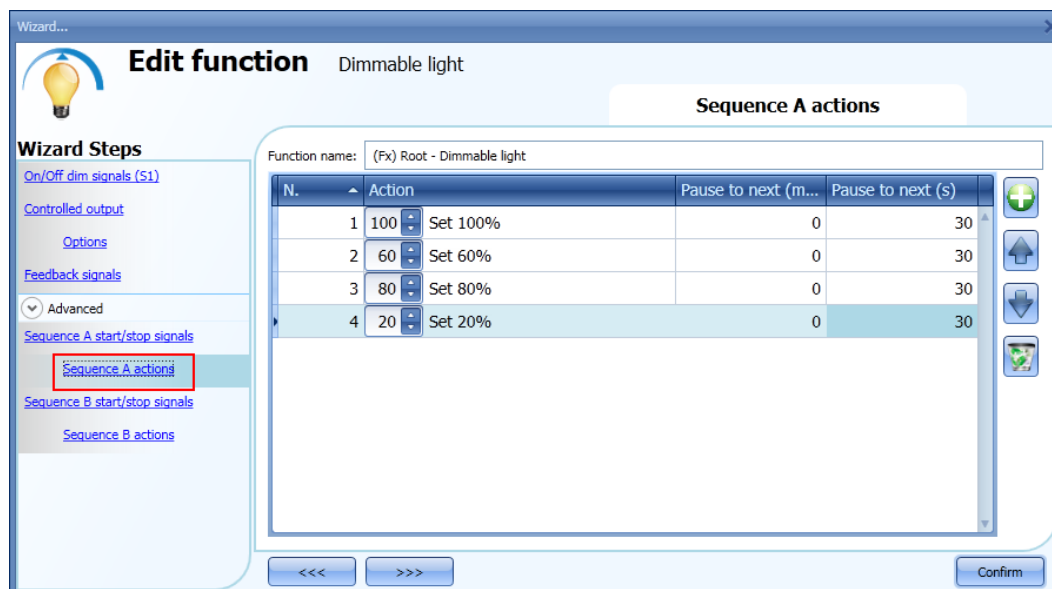 Wizard...
Edit function Dimmable light
Sequence A actions
Wizard Steps
On/Off dim signals (S1)
Controlled output
Options
Feedback signals
Advanced
Sequence A start/stop signals
Sequence A actions
Sequence B start/stop signals
Sequence B actions
Function name: (Fx) Root - Dimmable light
N. Action Pause to next (m... Pause to next (s)
1 100 Set 100% 0 30
2 60 Set 60% 0 30
3 80 Set 80% 0 30
4 20 Set 20% 0 30
<<< >>> Confirm